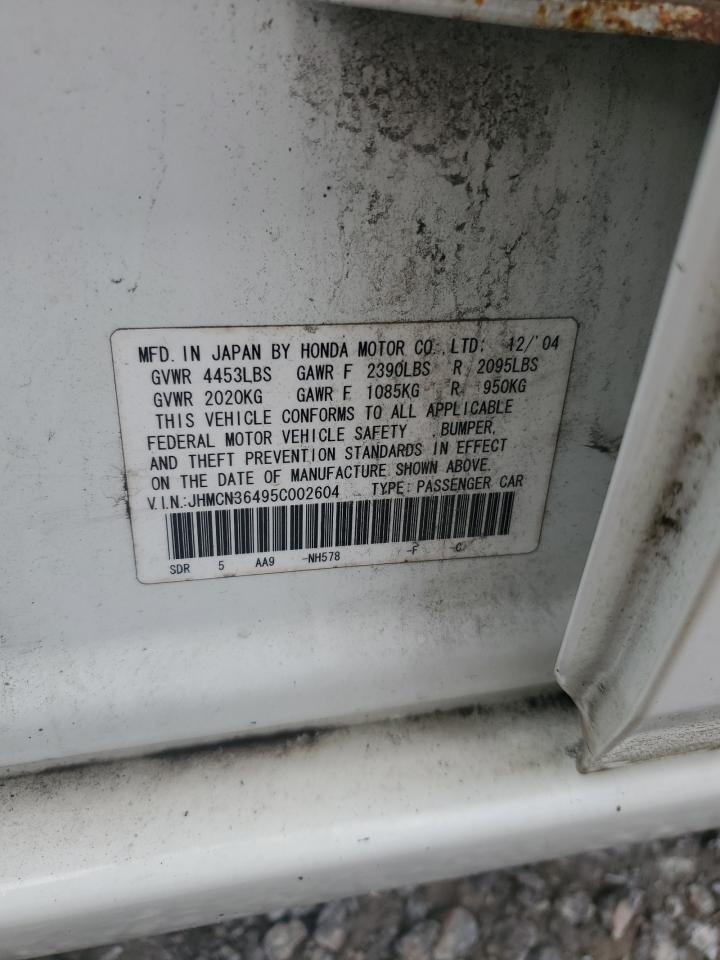 MFD. IN JAPAN BY HONDA MOTOR CO., LTD: 12/'04
GVWR 4453LBS GAWR F 2390LBS R 2095LBS
GVWR 2020KG GAWR F 1085KG R 950KG
THIS VEHICLE CONFORMS TO ALL APPLICABLE
FEDERAL MOTOR VEHICLE SAFETY , BUMPER,
AND THEFT PREVENTION STANDARDS IN EFFECT
ON THE DATE OF MANUFACTURE SHOWN ABOVE.
V.I.N.:JHMCN36495C002604 TYPE: PASSENGER CAR
SDR 5 AA9 -NH578 -F -C